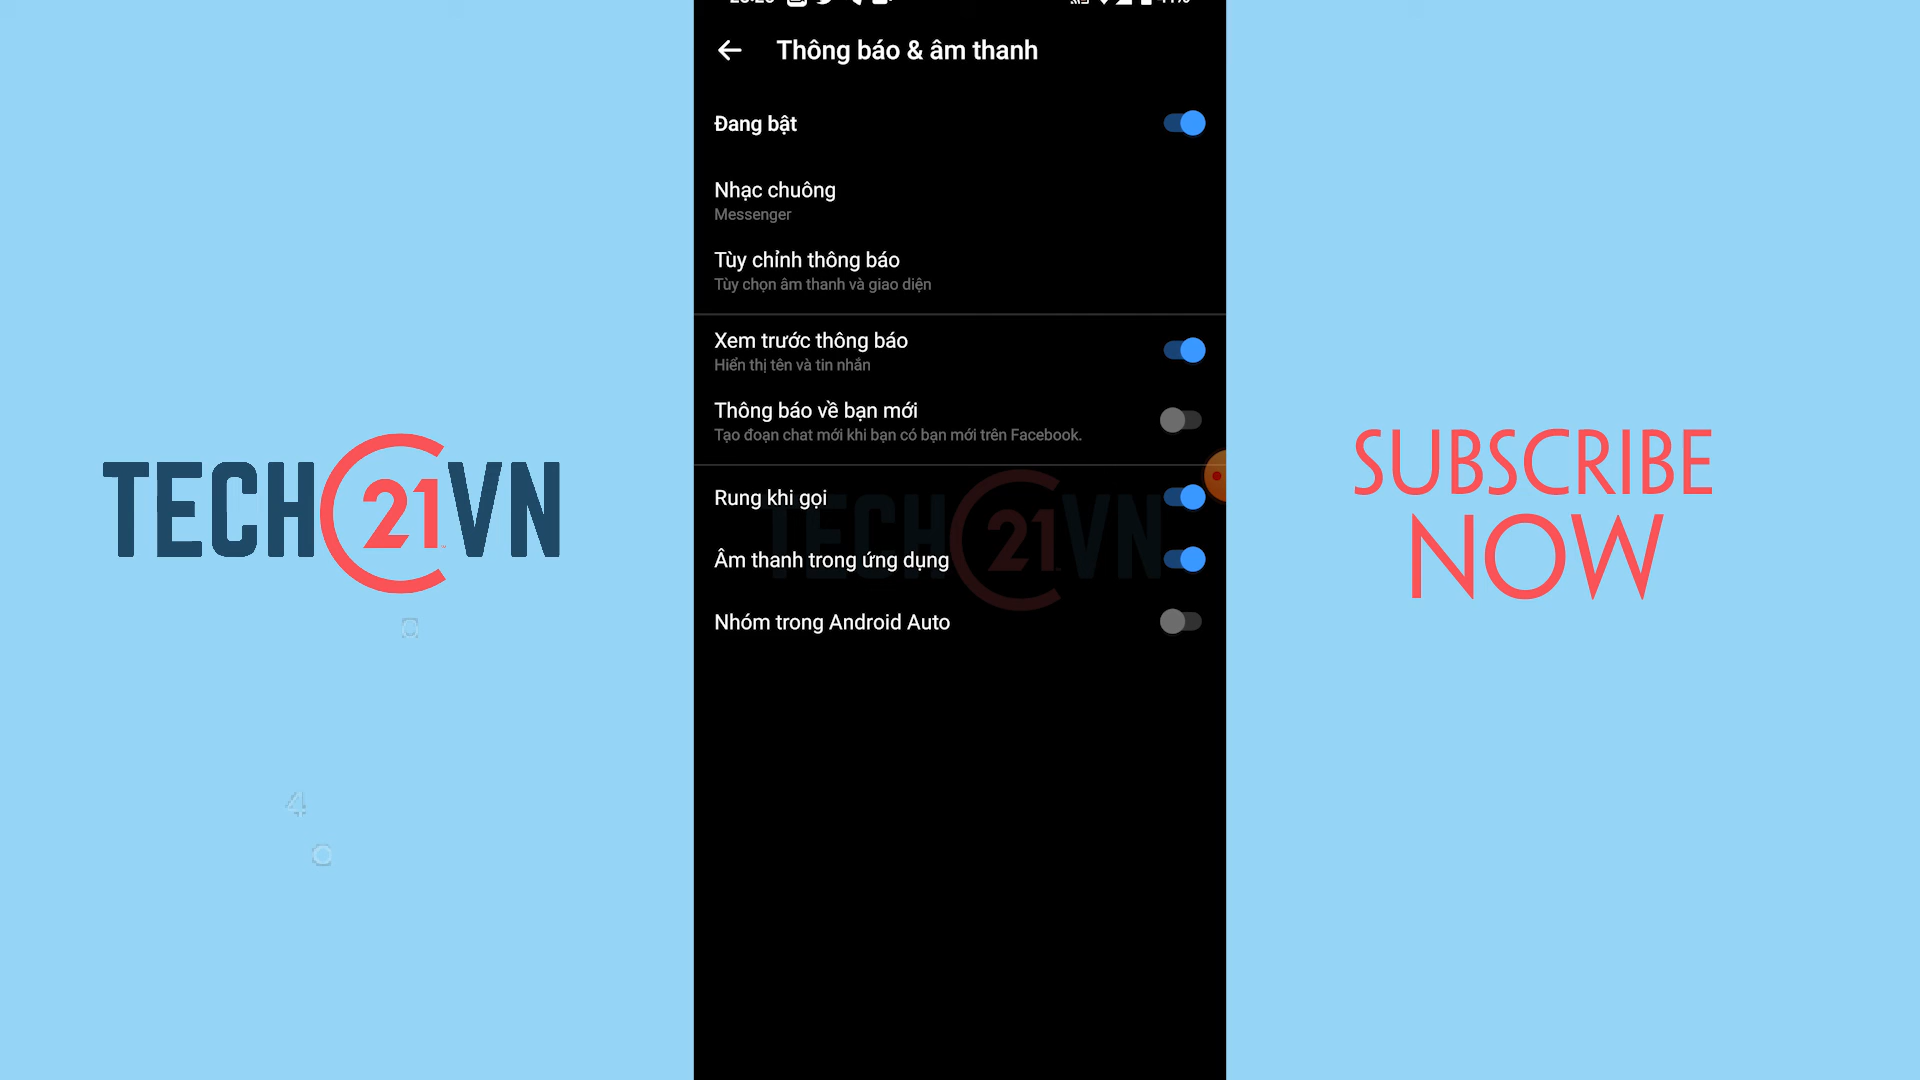 Thông báo & âm thanh
Đang bật
Nhạc chuông
Messenger
Tùy chỉnh thông báo
Tùy chọn âm thanh và giao diện
Xem trước thông báo
Hiển thị tên và tin nhắn
Thông báo về bạn mới
Tạo đoạn chat mới khi bạn có bạn mới trên Facebook.
Rung khi gọi
Âm thanh trong ứng dụng
Nhóm trong Android Auto
TECH21VN
TECH21VN
SUBSCRIBE
NOW
4